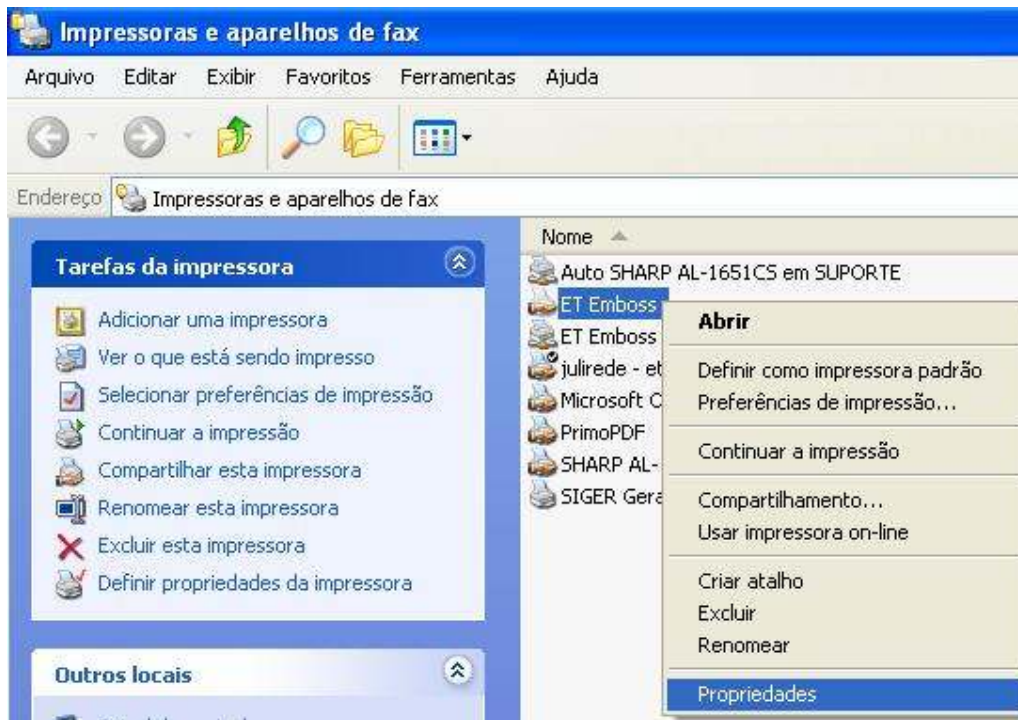 Impressoras e aparelhos de fax
Arquivo Editar Exibir Favoritos Ferramentas Ajuda
Endereço Impressoras e aparelhos de fax
Tarefas da impressora
Adicionar uma impressora
Ver o que está sendo impresso
Selecionar preferências de impressão
Continuar a impressão
Compartilhar esta impressora
Renomear esta impressora
Excluir esta impressora
Definir propriedades da impressora
Outros locais
Nome
Auto SHARP AL-1651CS em SUPORTE
ET Emboss
ET Emboss
julirede - et
Microsoft O
PrimoPDF
SHARP AL-
SIGER Gera
Abrir
Definir como impressora padrão
Preferências de impressão...
Continuar a impressão
Compartilhamento...
Usar impressora on-line
Criar atalho
Excluir
Renomear
Propriedades